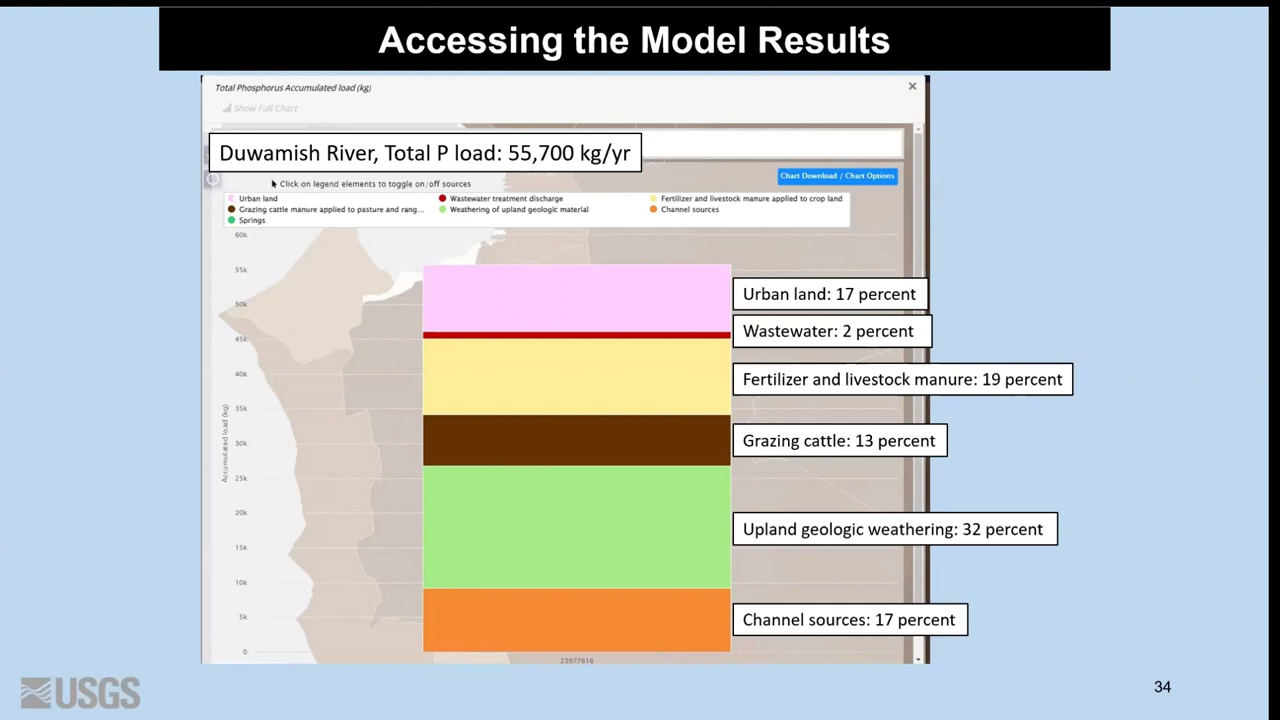 Accessing the Model Results
Total Phosphorus Accumulated load (kg)
Show Full Chart
Duwamish River, Total P load: 55,700 kg/yr
Click on legend elements to toggle on/off sources
Chart Download / Chart Options
Urban land
Wastewater treatment discharge
Fertilizer and livestock manure applied to crop land
Grazing cattle manure applied to pasture and rang...
Weathering of upland geologic material
Channel sources
Springs
60k
55k
50k
45k
40k
35k
30k
25k
20k
15k
10k
5k
0
Accumulated load (kg)
Urban land: 17 percent
Wastewater: 2 percent
Fertilizer and livestock manure: 19 percent
Grazing cattle: 13 percent
Upland geologic weathering: 32 percent
Channel sources: 17 percent
23977616
USGS
34